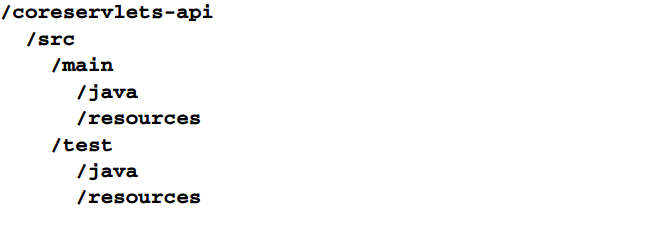 /coreservlets-api
/src
/main
/java
/resources
/test
/java
/resources